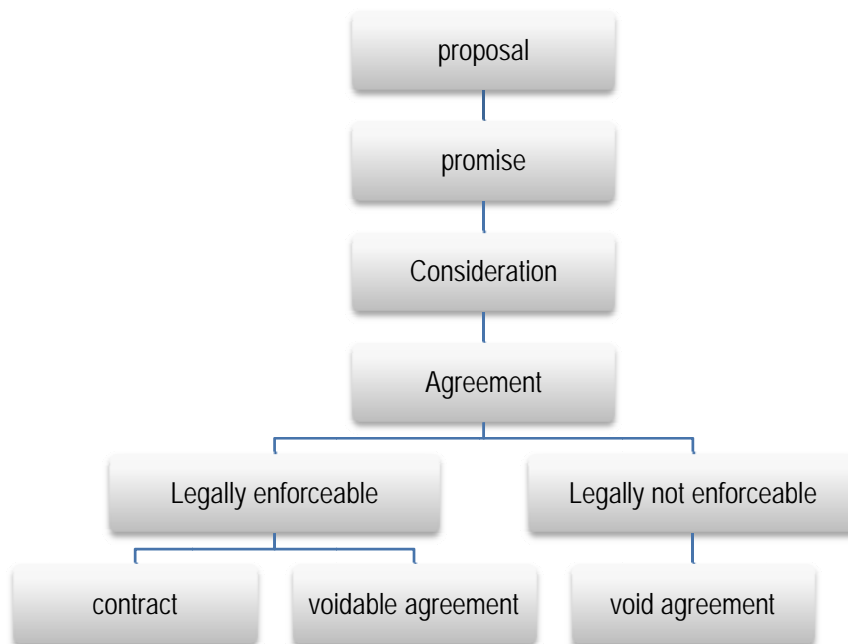 proposal
promise
Consideration
Agreement
Legally enforceable
Legally not enforceable
contract
voidable agreement
void agreement